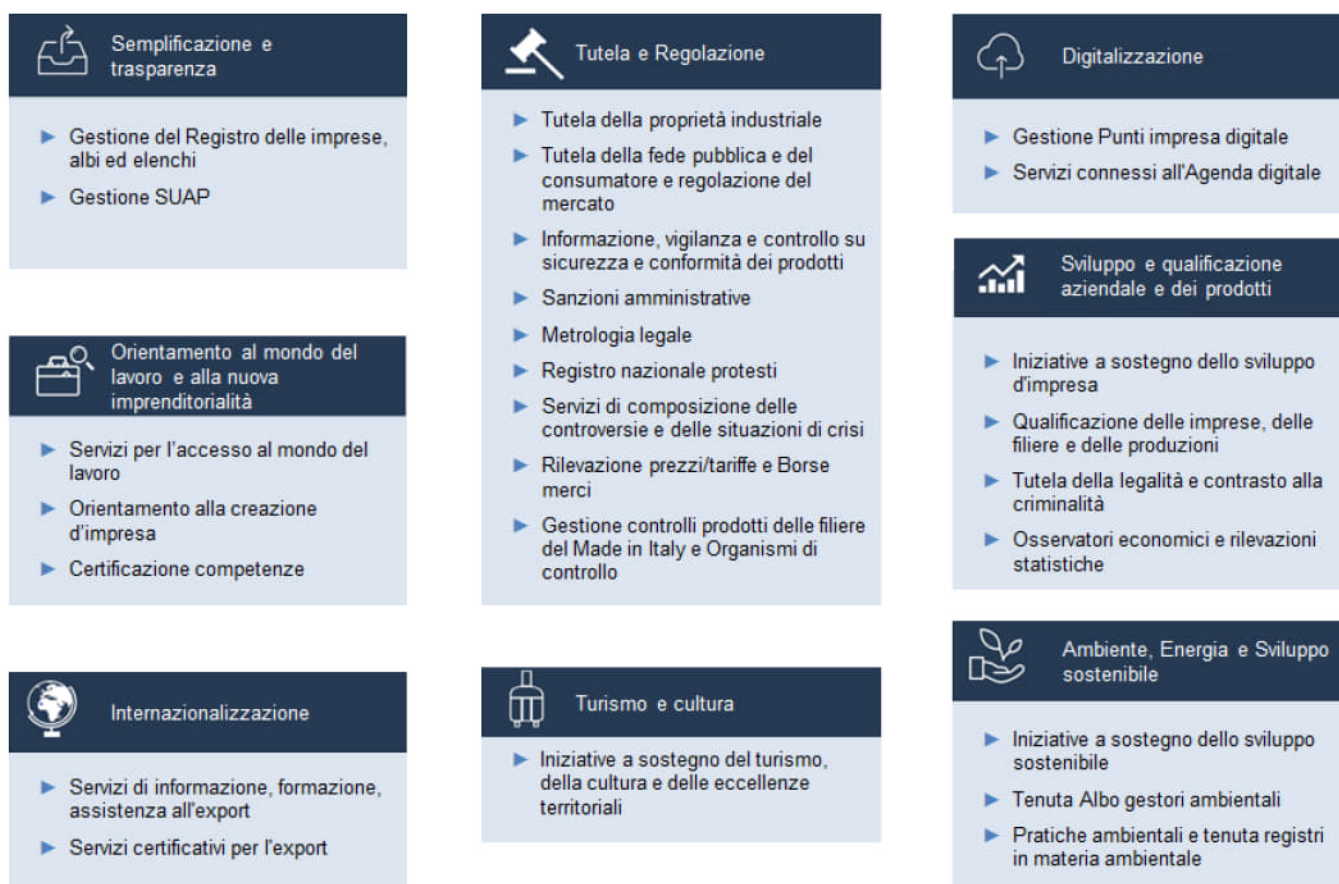 Semplificazione e
trasparenza
Gestione del Registro delle imprese,
albi ed elenchi
Gestione SUAP
Orientamento al mondo del
lavoro e alla nuova
imprenditorialità
Servizi per l'accesso al mondo del
lavoro
Orientamento alla creazione
d'impresa
Certificazione competenze
Internazionalizzazione
Servizi di informazione, formazione,
assistenza all'export
Servizi certificativi per l'export
Tutela e Regolazione
Tutela della proprietà industriale
Tutela della fede pubblica e del
consumatore e regolazione del
mercato
Informazione, vigilanza e controllo su
sicurezza e conformità dei prodotti
Sanzioni amministrative
Metrologia legale
Registro nazionale protesti
Servizi di composizione delle
controversie e delle situazioni di crisi
Rilevazione prezzi/tariffe e Borse
merci
Gestione controlli prodotti delle filiere
del Made in Italy e Organismi di
controllo
Turismo e cultura
Iniziative a sostegno del turismo,
della cultura e delle eccellenze
territoriali
Digitalizzazione
Gestione Punti impresa digitale
Servizi connessi all'Agenda digitale
Sviluppo e qualificazione
aziendale e dei prodotti
Iniziative a sostegno dello sviluppo
d'impresa
Qualificazione delle imprese, delle
filiere e delle produzioni
Tutela della legalità e contrasto alla
criminalità
Osservatori economici e rilevazioni
statistiche
Ambiente, Energia e Sviluppo
sostenibile
Iniziative a sostegno dello sviluppo
sostenibile
Tenuta Albo gestori ambientali
Pratiche ambientali e tenuta registri
in materia ambientale